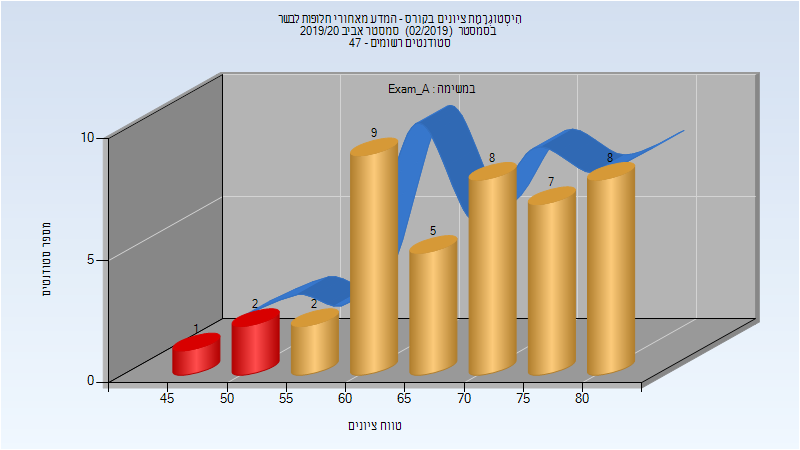 היסטוגרמת ציונים בקורס - המדע מאחורי חלופות לבשר
בסמסטר (02/2019) סמסטר אביב 2019/20
סטודנטים רשומים - 47
במשימה : Exam_A
מספר סטודנטים
10
5
0
1
2
2
9
5
8
7
8
45 50 55 60 65 70 75 80
טווח ציונים